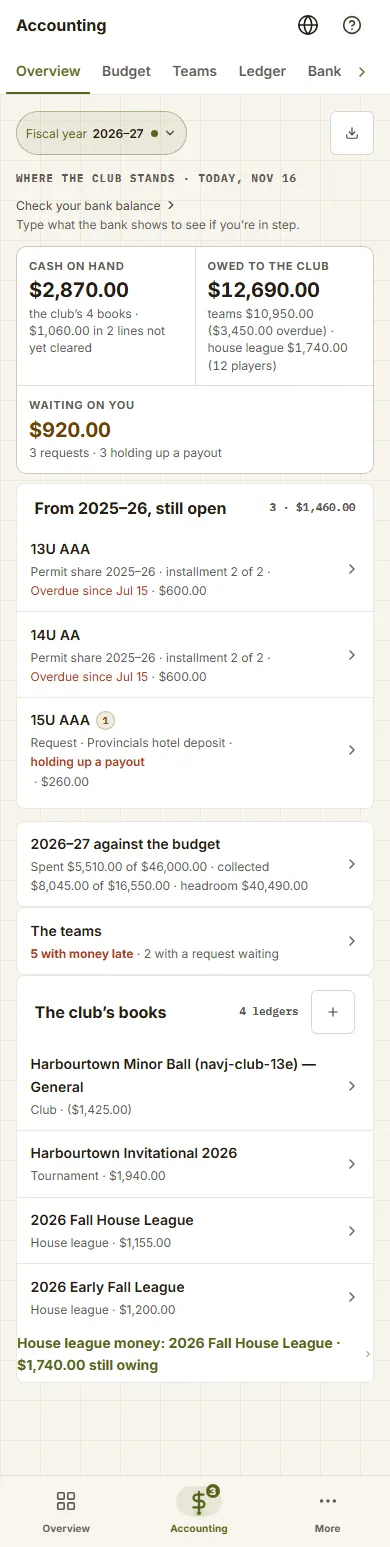 Accounting
Overview Budget Teams Ledger Bank
Fiscal year 2026–27
WHERE THE CLUB STANDS · TODAY, NOV 16
Check your bank balance
Type what the bank shows to see if you're in step.
CASH ON HAND
$2,870.00
the club's 4 books ·
$1,060.00 in 2 lines not
yet cleared
OWED TO THE CLUB
$12,690.00
teams $10,950.00
($3,450.00 overdue) ·
house league $1,740.00
(12 players)
WAITING ON YOU
$920.00
3 requests · 3 holding up a payout
From 2025–26, still open 3 · $1,460.00
13U AAA
Permit share 2025–26 · installment 2 of 2 ·
Overdue since Jul 15 · $600.00
14U AA
Permit share 2025–26 · installment 2 of 2 ·
Overdue since Jul 15 · $600.00
15U AAA 1
Request · Provincials hotel deposit ·
holding up a payout
· $260.00
2026–27 against the budget
Spent $5,510.00 of $46,000.00 · collected
$8,045.00 of $16,550.00 · headroom $40,490.00
The teams
5 with money late · 2 with a request waiting
The club's books 4 ledgers +
Harbourtown Minor Ball (navj-club-13e) —
General
Club · ($1,425.00)
Harbourtown Invitational 2026
Tournament · $1,940.00
2026 Fall House League
House league · $1,155.00
2026 Early Fall League
House league · $1,200.00
House league money: 2026 Fall House League ·
$1,740.00 still owing
3
Overview Accounting More